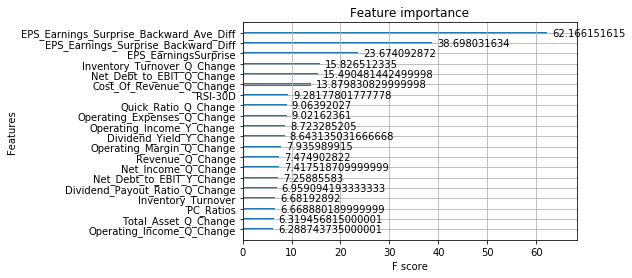 Feature importance
EPS_Earnings_Surprise_Backward_Ave_Diff 62.166151615
EPS_Earnings_Surprise_Backward_Diff 38.698031634
EPS_EarningsSurprise 23.674092872
Inventory_Turnover_Q_Change 15.826512335
Net_Debt_to_EBIT_Q_Change 15.490481442499998
Cost_Of_Revenue_Q_Change 13.879830829999998
RSI-30D 9.28177801777778
Quick_Ratio_Q_Change 9.06392027
Operating_Expenses_Q_Change 9.02162361
Operating_Income_Y_Change 8.723285205
Dividend_Yield_Y_Change 8.643135031666668
Operating_Margin_Q_Change 7.935989915
Revenue_Q_Change 7.474902822
Net_Income_Q_Change 7.417518709999999
Net_Debt_to_EBIT_Y_Change 7.25885583
Dividend_Payout_Ratio_Q_Change 6.959094193333333
Inventory_Turnover 6.68192892
PC_Ratios 6.668880189999999
Total_Asset_Q_Change 6.319456815000001
Operating_Income_Q_Change 6.288743735000001
Features
0 10 20 30 40 50 60
F score